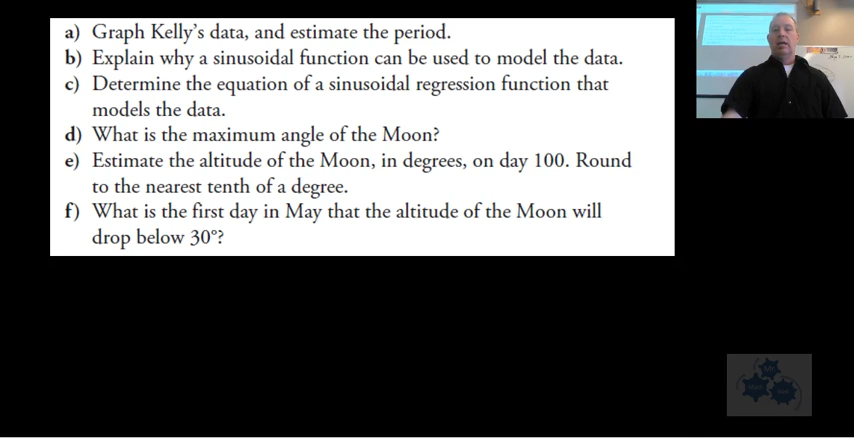 a) Graph Kelly's data, and estimate the period.
b) Explain why a sinusoidal function can be used to model the data.
c) Determine the equation of a sinusoidal regression function that
models the data.
d) What is the maximum angle of the Moon?
e) Estimate the altitude of the Moon, in degrees, on day 100. Round
to the nearest tenth of a degree.
f) What is the first day in May that the altitude of the Moon will
drop below 30°?